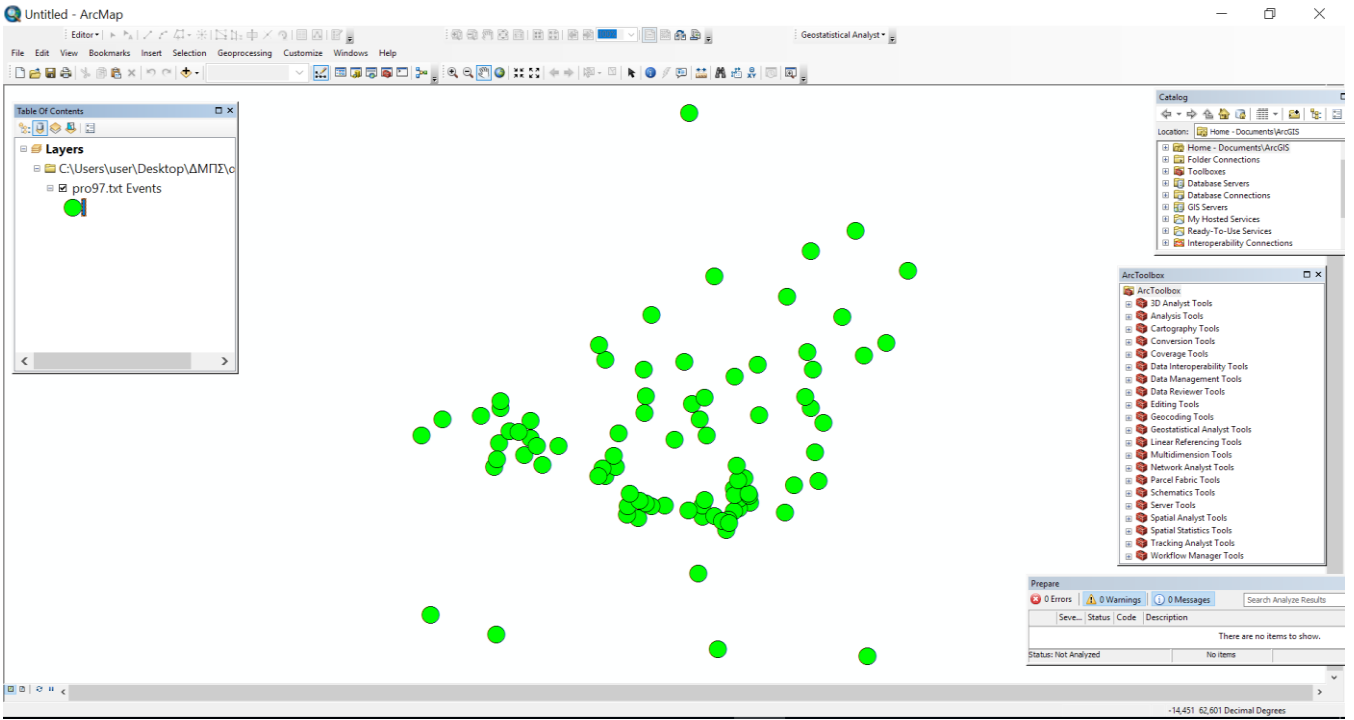 Untitled - ArcMap
Editor
Geostatistical Analyst
File Edit View Bookmarks Insert Selection Geoprocessing Customize Windows Help
Table Of Contents
Layers
C:\Users\user\Desktop\ΔΜΠΣ\c
pro97.txt Events
Catalog
Location: Home - Documents\ArcGIS
Home - Documents\ArcGIS
Folder Connections
Toolboxes
Database Servers
Database Connections
GIS Servers
My Hosted Services
Ready-To-Use Services
Interoperability Connections
ArcToolbox
ArcToolbox
3D Analyst Tools
Analysis Tools
Cartography Tools
Conversion Tools
Coverage Tools
Data Interoperability Tools
Data Management Tools
Data Reviewer Tools
Editing Tools
Geocoding Tools
Geostatistical Analyst Tools
Linear Referencing Tools
Multidimension Tools
Network Analyst Tools
Parcel Fabric Tools
Schematics Tools
Server Tools
Spatial Analyst Tools
Spatial Statistics Tools
Tracking Analyst Tools
Workflow Manager Tools
Prepare
0 Errors 0 Warnings 0 Messages Search Analyze Results
Seve... Status Code Description
There are no items to show.
Status: Not Analyzed No items
-14,451 62,601 Decimal Degrees